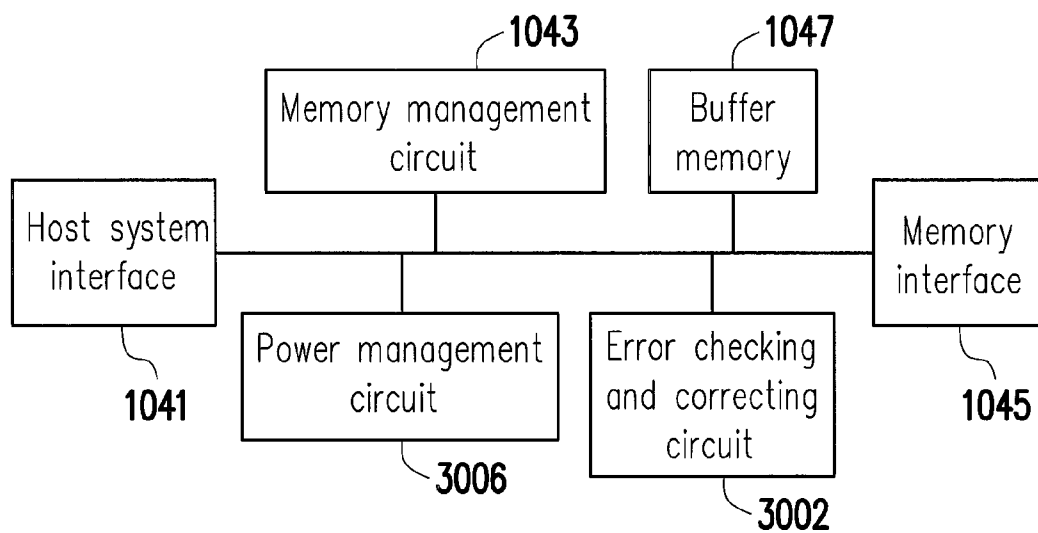 1043
1047
Memory management
circuit
Buffer
memory
Host system
interface
Memory
interface
1041
Power management
circuit
Error checking
and correcting
circuit
1045
3006
3002